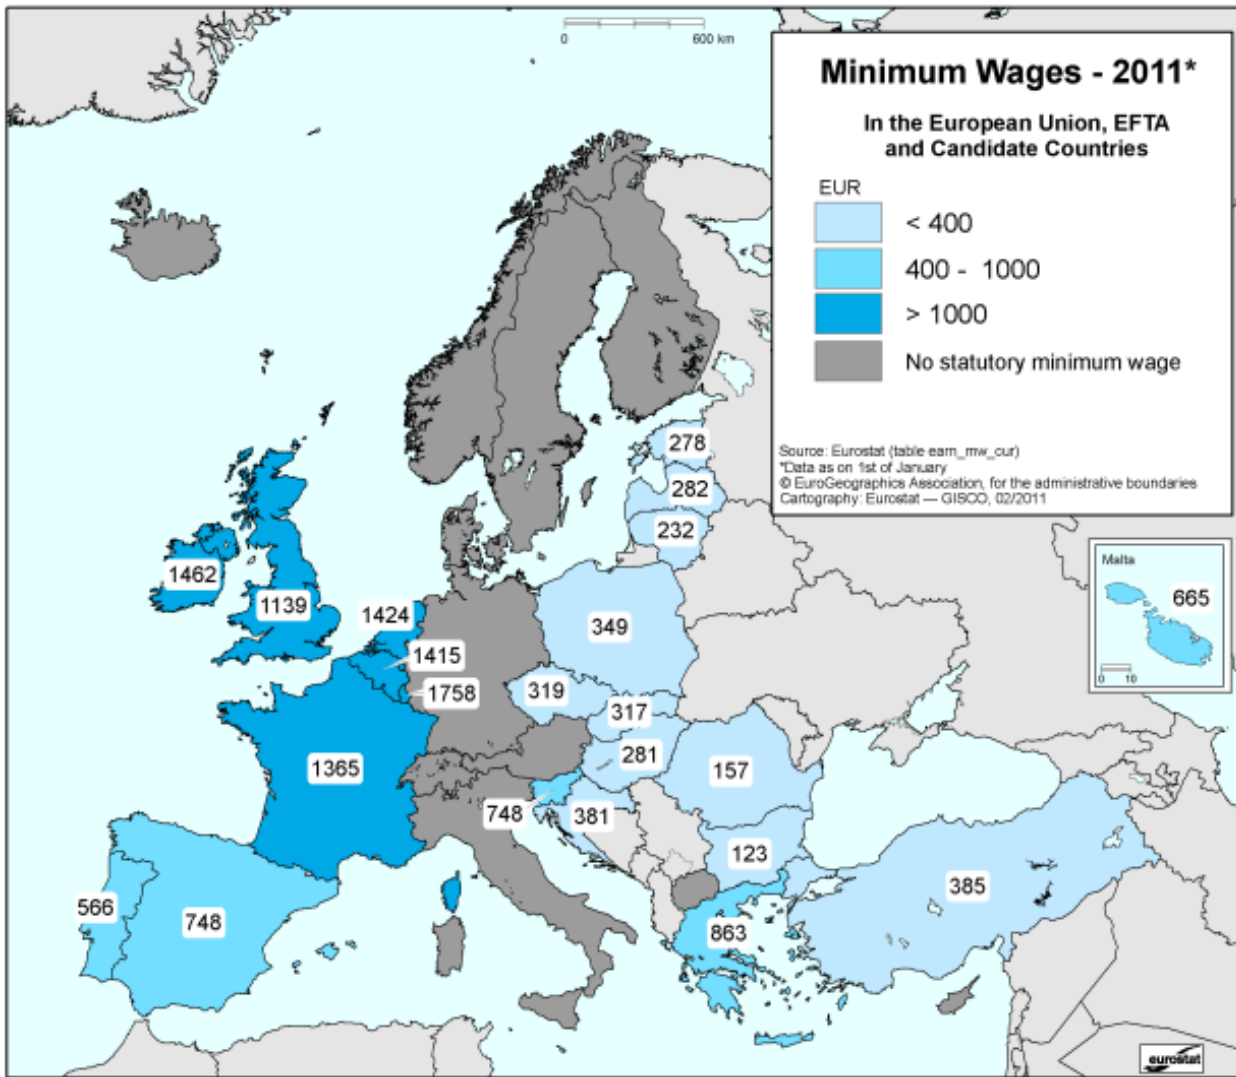 0 600 km
Minimum Wages - 2011*
In the European Union, EFTA
and Candidate Countries
EUR
< 400
400 - 1000
> 1000
No statutory minimum wage
Source: Eurostat (table earn_mw_cur)
*Data as on 1st of January
© EuroGeographics Association, for the administrative boundaries
Cartography: Eurostat — GISCO, 02/2011
278
282
232
Malta
665
0 10
1462
1139
1424
349
1415
1758
319
317
281
1365
157
748
381
123
385
566
748
863
eurostat